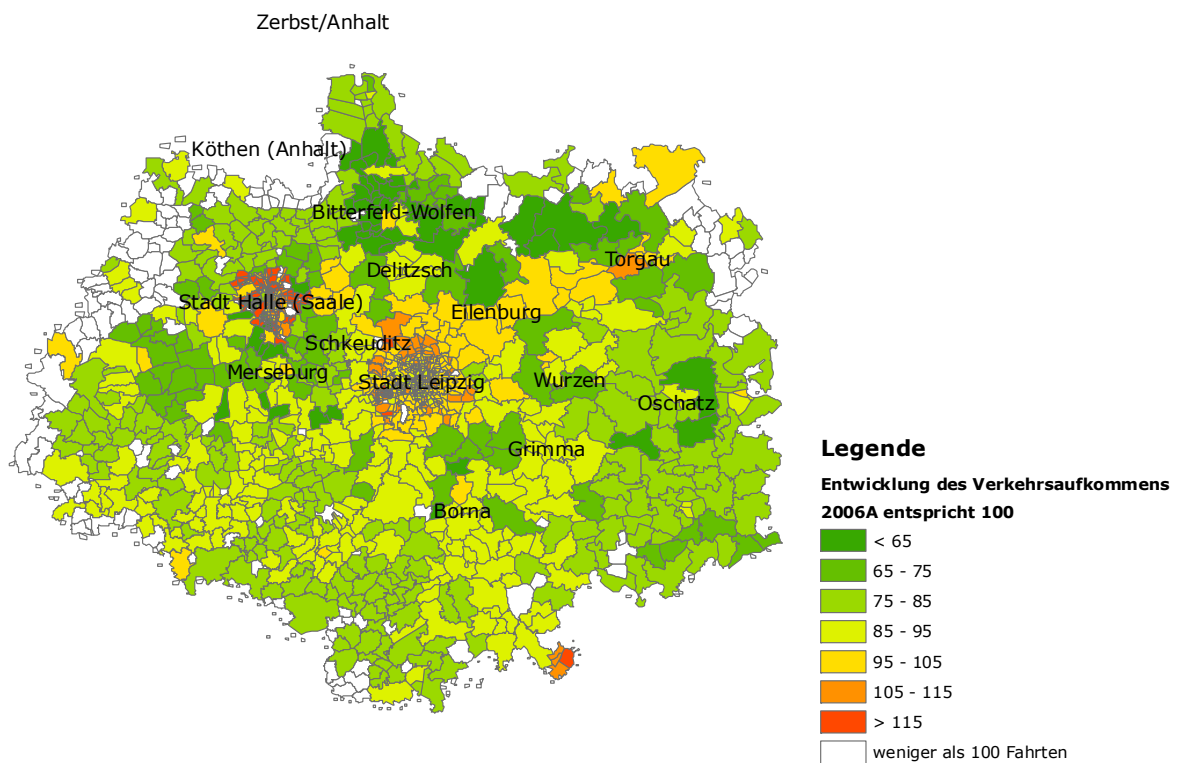 Zerbst/Anhalt
Köthen (Anhalt)
Bitterfeld-Wolfen
Delitzsch
Torgau
Stadt Halle (Saale)
Eilenburg
Schkeuditz
Merseburg
Stadt Leipzig
Wurzen
Oschatz
Grimma
Borna
Legende
Entwicklung des Verkehrsaufkommens
2006A entspricht 100
< 65
65 - 75
75 - 85
85 - 95
95 - 105
105 - 115
> 115
weniger als 100 Fahrten